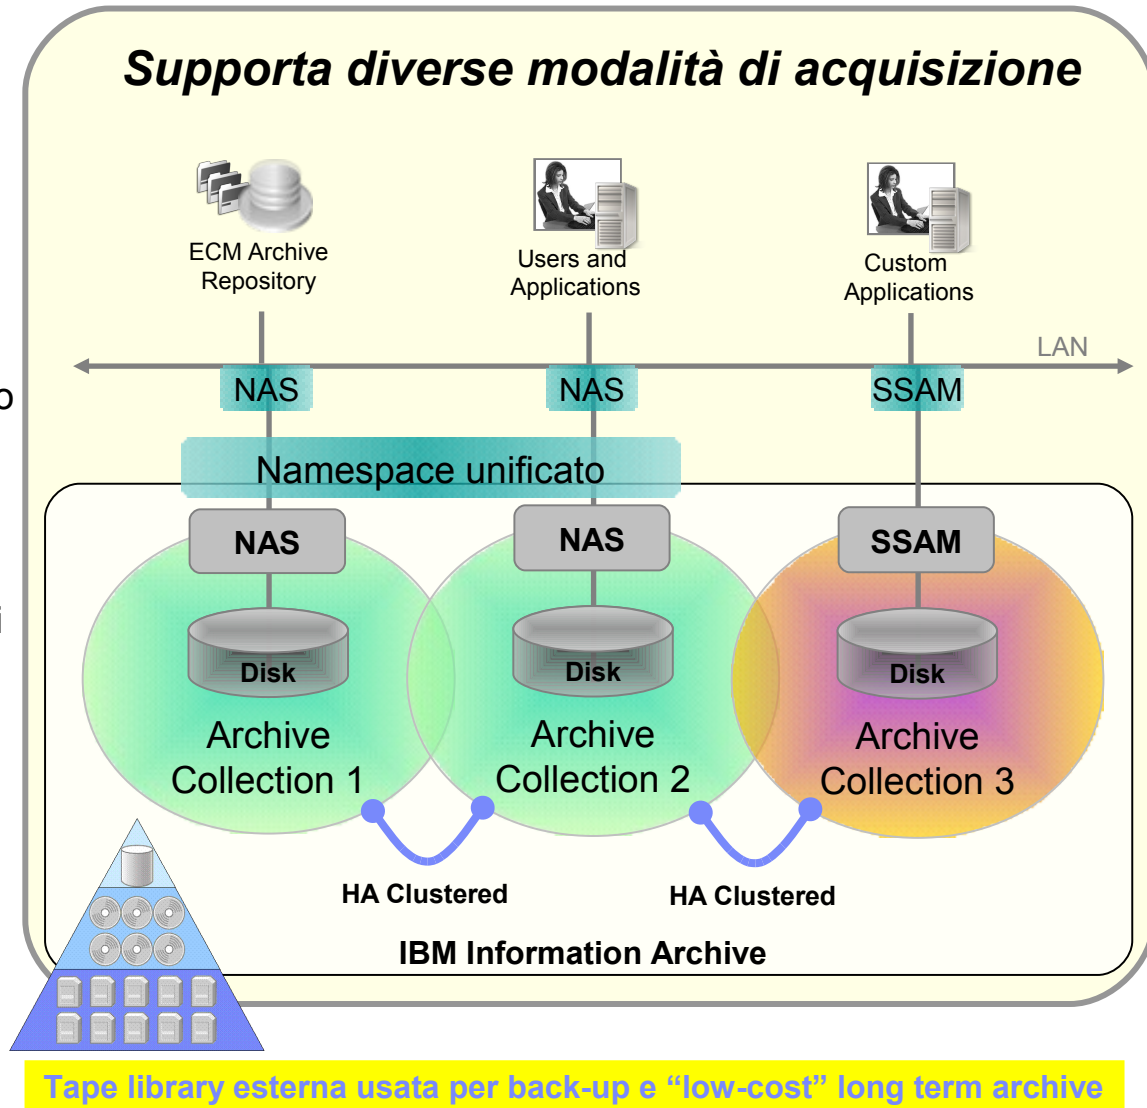 Supporta diverse modalità di acquisizione
ECM Archive
Repository
Users and
Applications
Custom
Applications
LAN
NAS
NAS
SSAM
o
Namespace unificato
NAS
NAS
SSAM
i
Disk
Disk
Disk
Archive
Collection 1
Archive
Collection 2
Archive
Collection 3
HA Clustered
HA Clustered
IBM Information Archive
Tape library esterna usata per back-up e “low-cost” long term archive